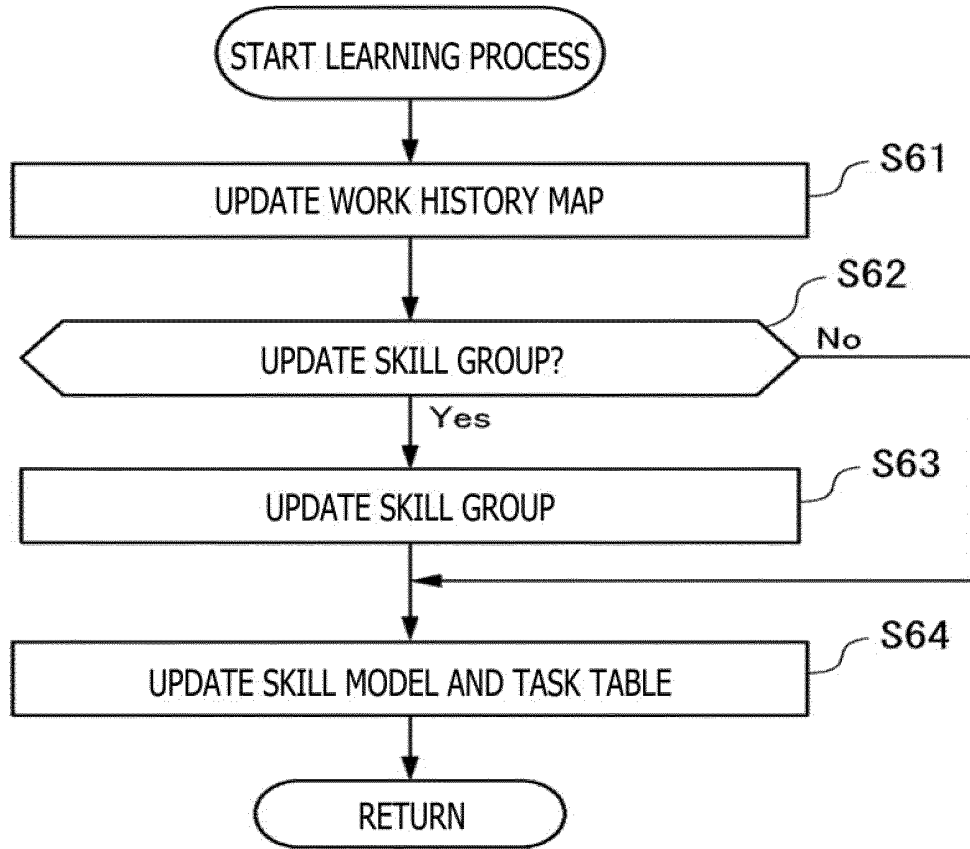 START LEARNING PROCESS
S61
UPDATE WORK HISTORY MAP
S62
UPDATE SKILL GROUP?
No
Yes
S63
UPDATE SKILL GROUP
S64
UPDATE SKILL MODEL AND TASK TABLE
RETURN